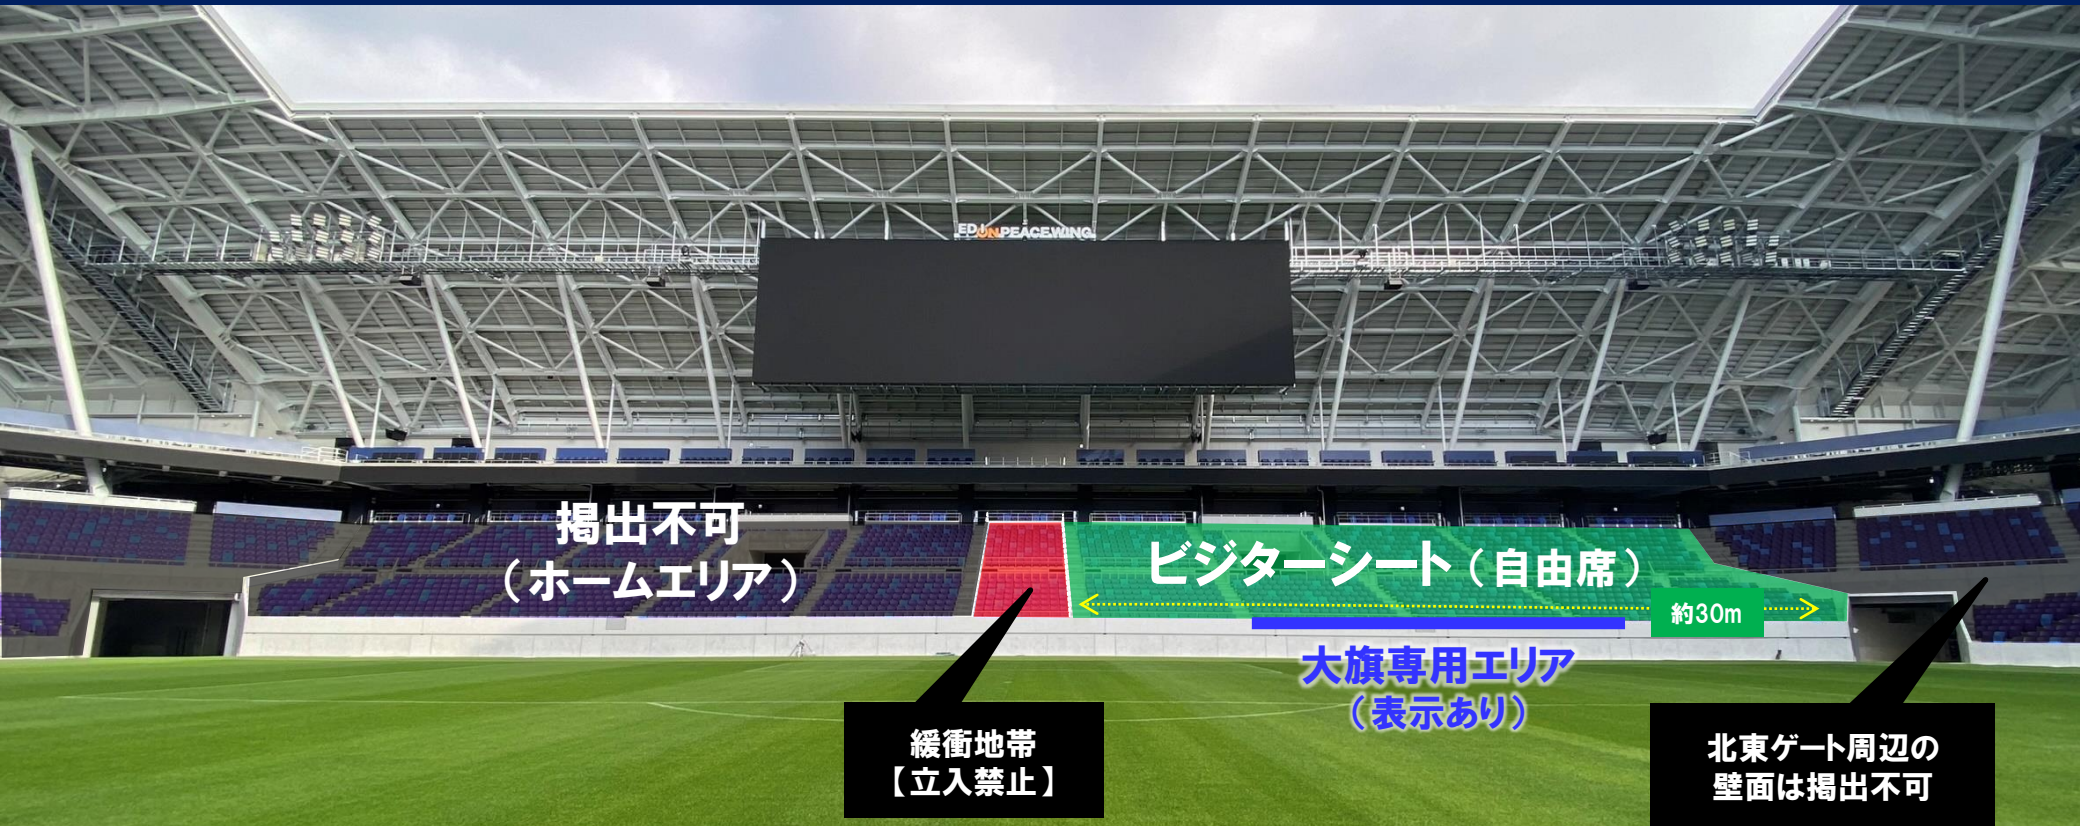 EDION PEACE WING
掲出不可
（ホームエリア）
ビジターシート（自由席）
約30m
大旗専用エリア
（表示あり）
緩衝地帯
【立入禁止】
北東ゲート周辺の
壁面は掲出不可